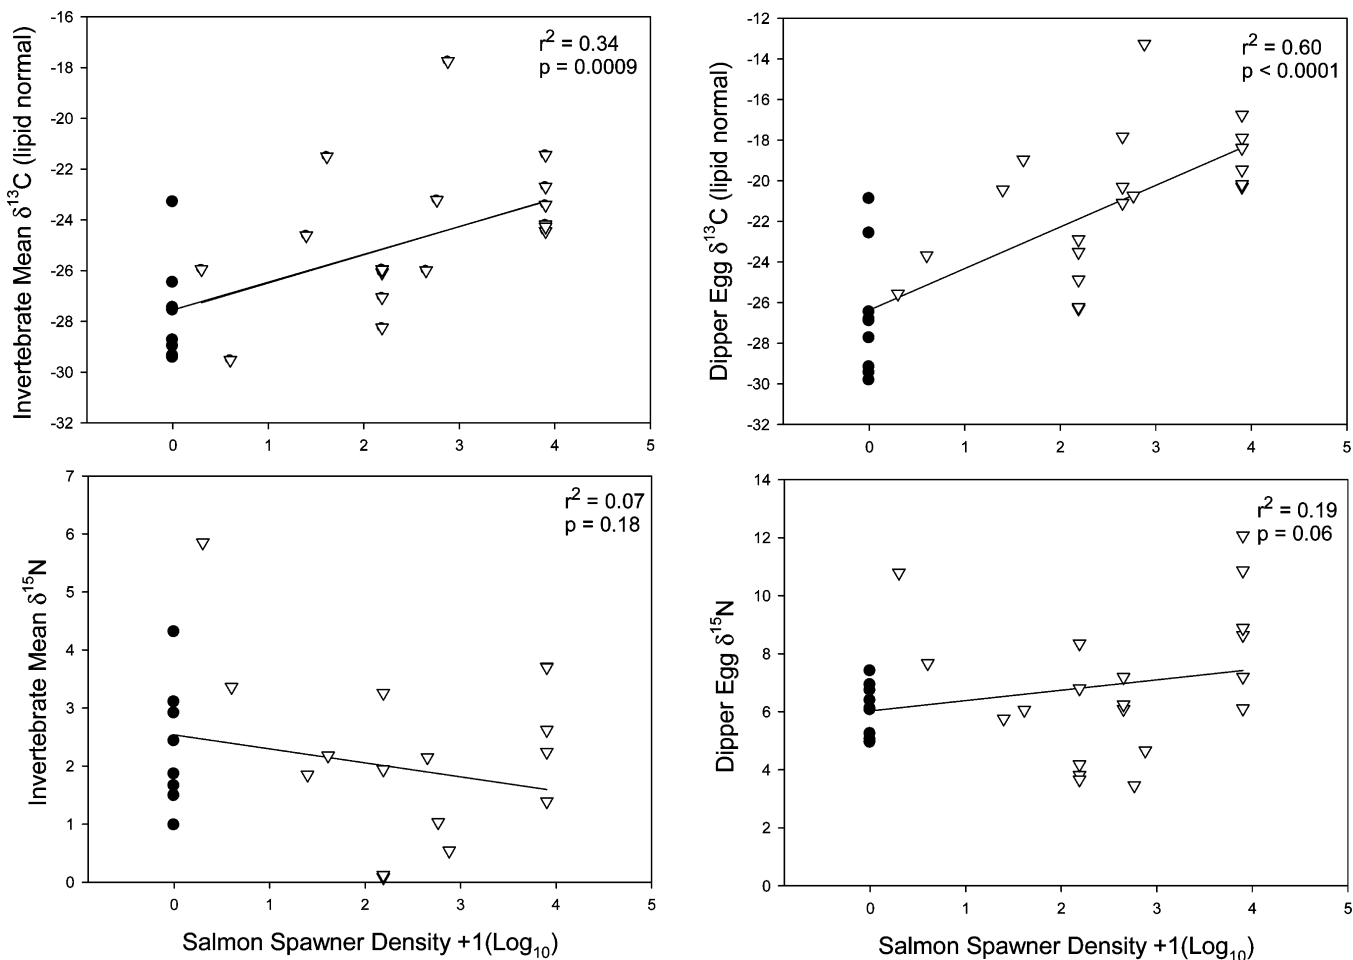 r² = 0.34
p = 0.0009
Invertebrate Mean δ¹³C (lipid normal)
-16
-18
-20
-22
-24
-26
-28
-30
-32
0 1 2 3 4 5
r² = 0.60
p < 0.0001
Dipper Egg δ¹³C (lipid normal)
-12
-14
-16
-18
-20
-22
-24
-26
-28
-30
-32
0 1 2 3 4 5
r² = 0.07
p = 0.18
Invertebrate Mean δ¹⁵N
7
6
5
4
3
2
1
0
0 1 2 3 4 5
Salmon Spawner Density +1(Log₁₀)
r² = 0.19
p = 0.06
Dipper Egg δ¹⁵N
14
12
10
8
6
4
2
0
0 1 2 3 4 5
Salmon Spawner Density +1(Log₁₀)